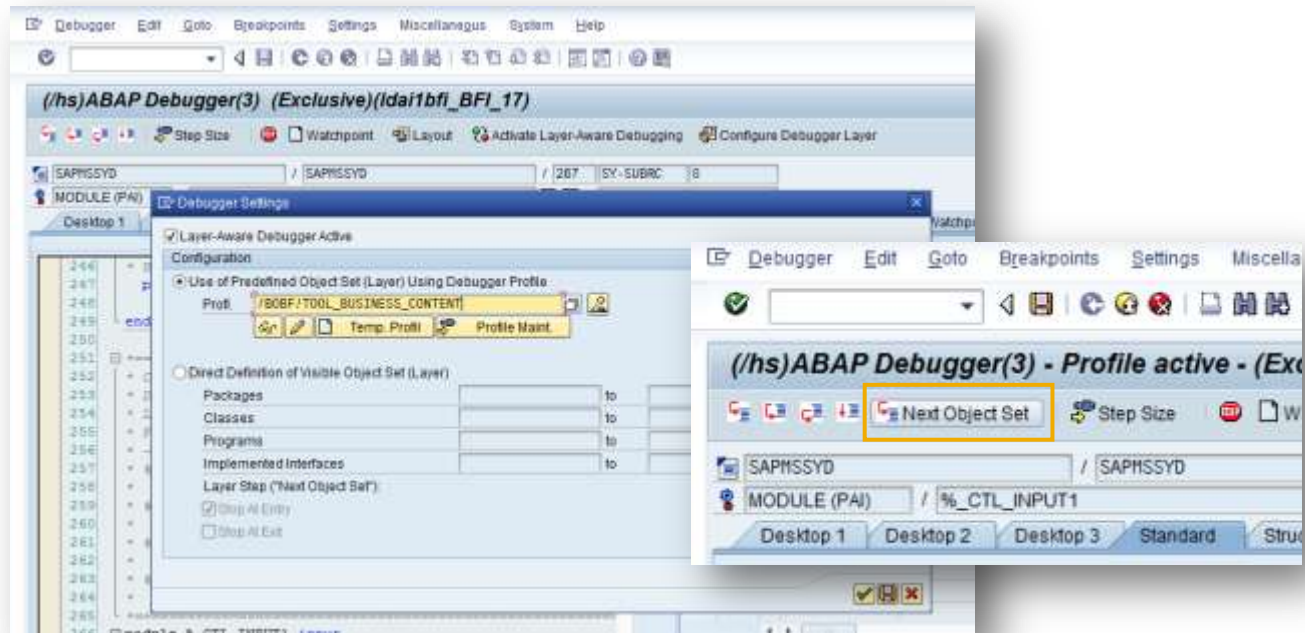 Debugger Edit Goto Breakpoints Settings Miscellaneous System Help
(/hs)ABAP Debugger(3) (Exclusive)(ldai1bfi_BFI_17)
Step Size Watchpoint Layout Activate Layer-Aware Debugging Configure Debugger Layer
SAPMSSYD / SAPMSSYD / 267 SY-SUBRC
MODULE (PAI)
Desktop 1
Debugger Settings
Layer-Aware Debugger Active
Configuration
Use of Predefined Object Set (Layer) Using Debugger Profile
Profi. /BOBF/TOOL_BUSINESS_CONTENT
Temp. Profil Profile Maint.
Direct Definition of Visible Object Set (Layer)
Packages to
Classes to
Programs to
Implemented Interfaces to
Layer Step ("Next Object Set"):
Stop At Entry
Stop At Exit
246
247
248
249 end
250
251
252
253
254
255
256
257
258
259
260
261
262
263
264
265
Debugger Edit Goto Breakpoints Settings Miscella
(/hs)ABAP Debugger(3) - Profile active - (Exc
Next Object Set Step Size W
SAPMSSYD / SAPMSSYD
MODULE (PAI) / %_CTL_INPUT1
Desktop 1 Desktop 2 Desktop 3 Standard Struc